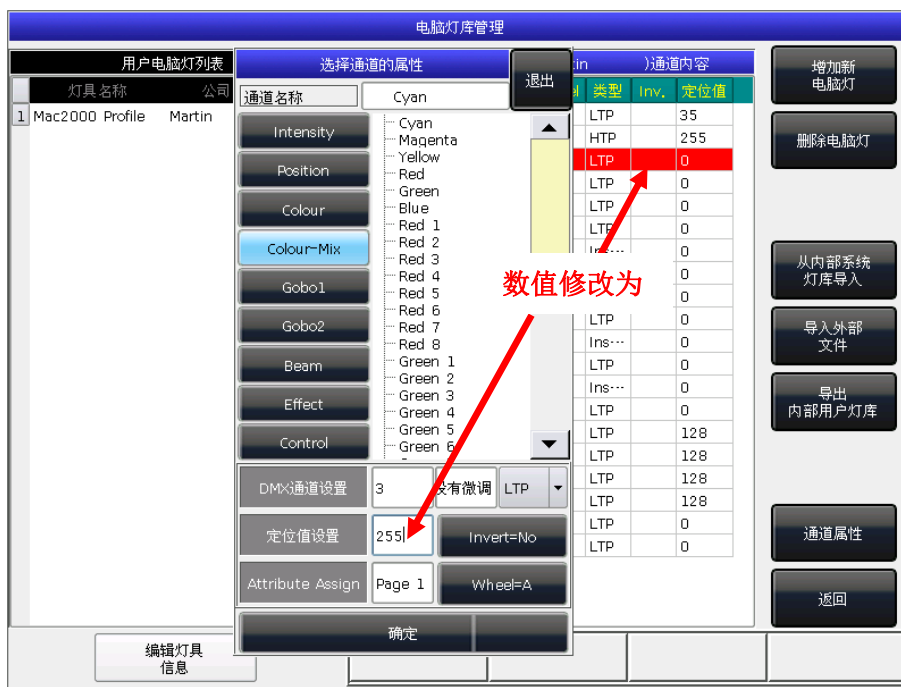 电脑灯库管理
用户电脑灯列表
灯具名称 公司
1 Mac2000 Profile Martin
选择通道的属性
退出
通道名称 Cyan
Intensity
Position
Colour
Colour-Mix
Gobo1
Gobo2
Beam
Effect
Control
Cyan
Magenta
Yellow
Red
Green
Blue
Red 1
Red 2
Red 3
Red 4
Red 5
Red 6
Red 7
Red 8
Green 1
Green 2
Green 3
Green 4
Green 5
Green 6
DMX通道设置 3 没有微调 LTP
定位值设置 255 Invert=No
Attribute Assign Page 1 Wheel=A
确定
数值修改为
in )通道内容
类型 Inv. 定位值
LTP 35
HTP 255
LTP 0
LTP 0
LTP 0
LTP 0
Ins··· 0
0
0
LTP 0
Ins··· 0
LTP 0
Ins··· 0
LTP 0
LTP 128
LTP 128
LTP 128
LTP 128
LTP 0
LTP 0
增加新
电脑灯
删除电脑灯
从内部系统
灯库导入
导入外部
文件
导出
内部用户灯库
通道属性
返回
编辑灯具
信息